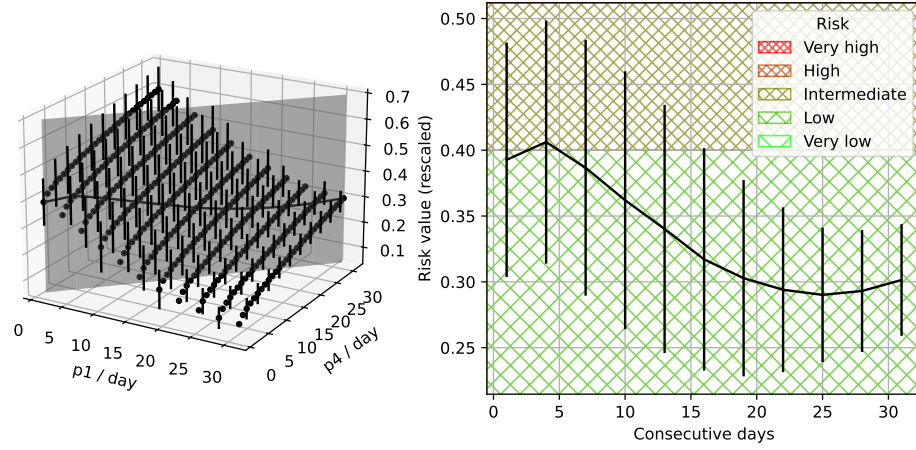 0
5
10
15
20
25
30
p1 / day
0
5
10
15
20
25
30
p4 / day
0.1
0.2
0.3
0.4
0.5
0.6
0.7
Risk value (rescaled)
0.50
0.45
0.40
0.35
0.30
0.25
0 5 10 15 20 25 30
Consecutive days
Risk
Very high
High
Intermediate
Low
Very low